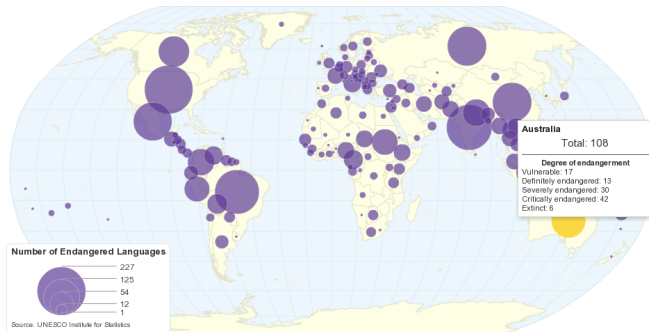 Australia
Total: 108
Degree of endangerment
Vulnerable: 17
Definitely endangered: 13
Severely endangered: 30
Critically endangered: 42
Extinct: 6
Number of Endangered Languages
227
125
54
12
1
Source: UNESCO Institute for Statistics